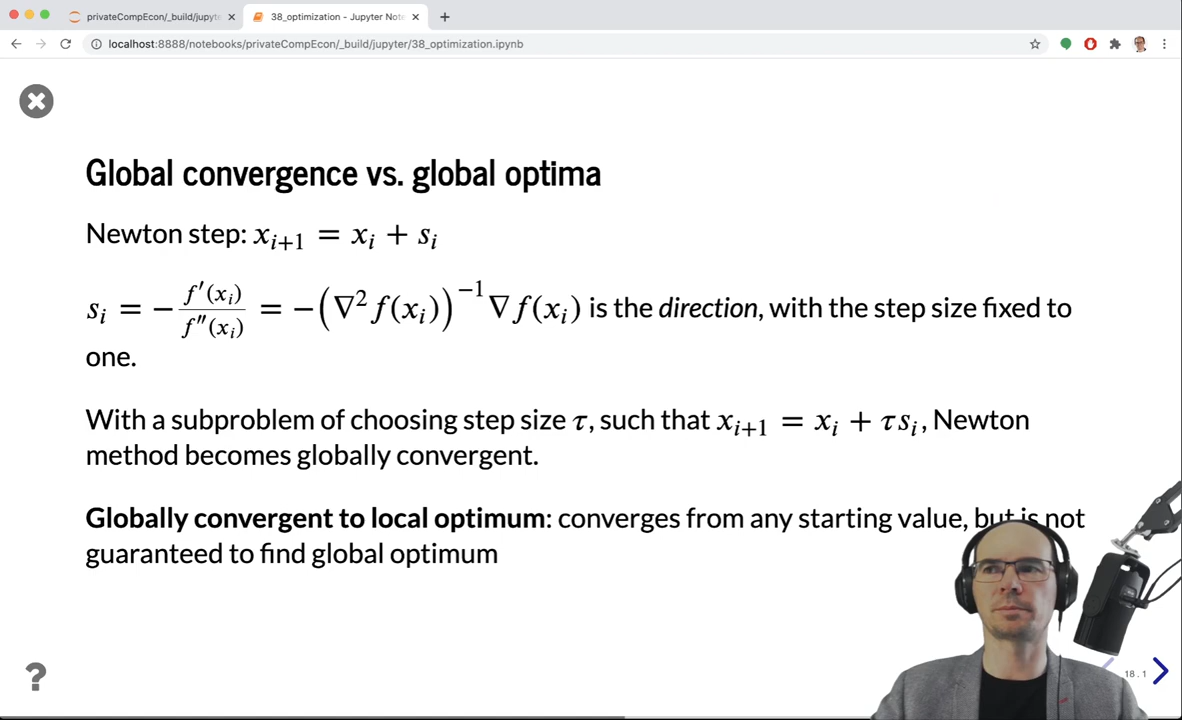 privateCompEcon/_build/jupyte
38_optimization - Jupyter Note
localhost:8888/notebooks/privateCompEcon/_build/jupyter/38_optimization.ipynb
Global convergence vs. global optima
Newton step: x_{i+1} = x_i + s_i
s_i = −\frac{f′(x_i)}{f″(x_i)} = −(∇²f(x_i))^{−1}∇f(x_i) is the direction, with the step size fixed to
one.
With a subproblem of choosing step size τ, such that x_{i+1} = x_i + τs_i, Newton
method becomes globally convergent.
Globally convergent to local optimum: converges from any starting value, but is not
guaranteed to find global optimum
?
18.1